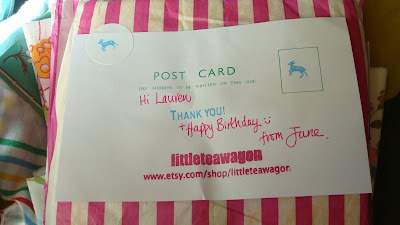 POST CARD
THE ADDRESS TO BE WRITTEN ON THIS SIDE
Hi Lauren
THANK YOU!
+Happy Birthday :)
from Jane.
littleteawagon
www.etsy.com/shop/littleteawagon